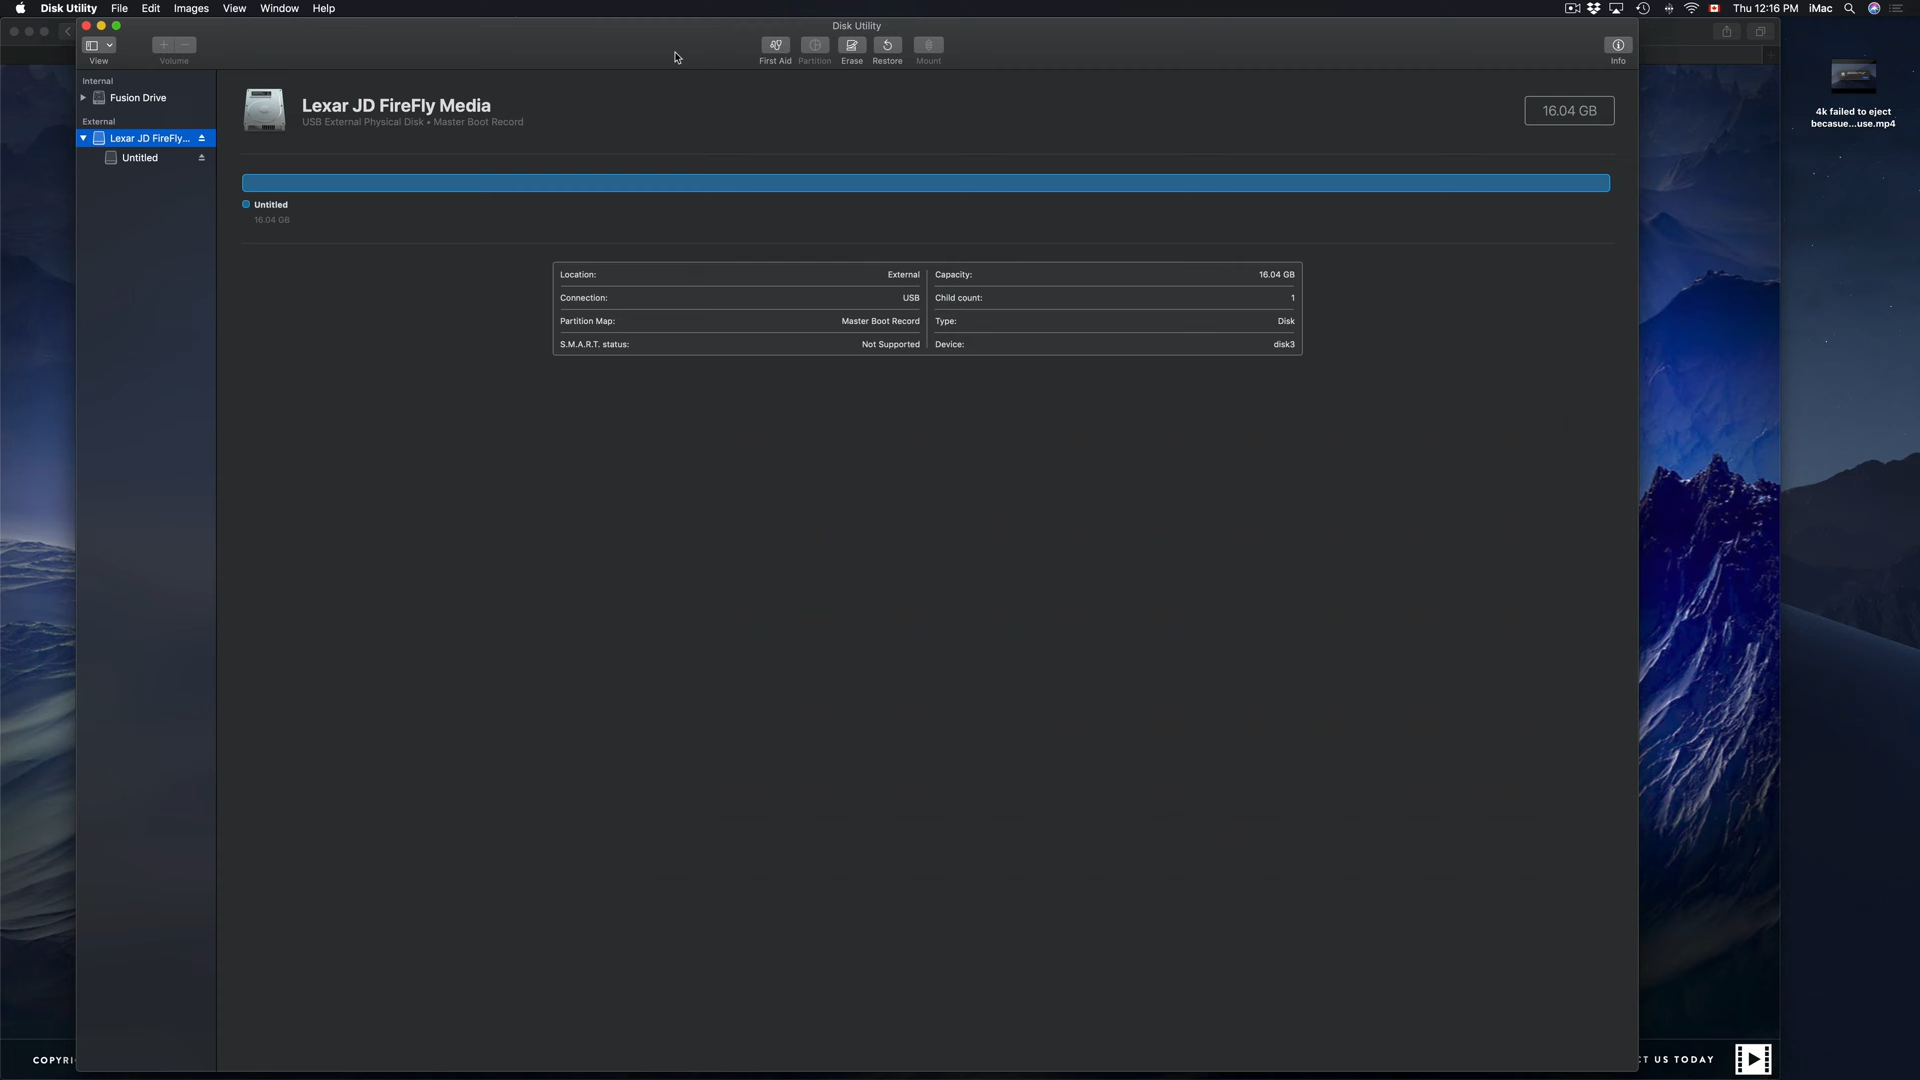 Disk Utility File Edit Images View Window Help
Thu 12:16 PM iMac
Disk Utility
View Volume First Aid Partition Erase Restore Mount Info
Internal
Fusion Drive
External
Lexar JD FireFly...
Untitled
Lexar JD FireFly Media
USB External Physical Disk • Master Boot Record
16.04 GB
Untitled
16.04 GB
Location: External
Capacity: 16.04 GB
Connection: USB
Child count: 1
Partition Map: Master Boot Record
Type: Disk
S.M.A.R.T. status: Not Supported
Device: disk3
4k failed to eject
becasue...use.mp4
COPYRI
T US TODAY